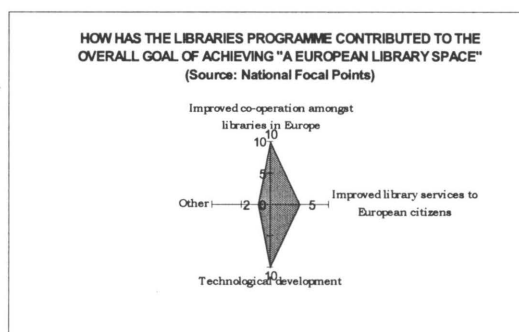 HOW HAS THE LIBRARIES PROGRAMME CONTRIBUTED TO THE
OVERALL GOAL OF ACHIEVING "A EUROPEAN LIBRARY SPACE"
(Source: National Focal Points)
Improved co-operation amongst
libraries in Europe
10
10
5
Other
2
0
5
Improved library services to
European citizens
10
Technological development